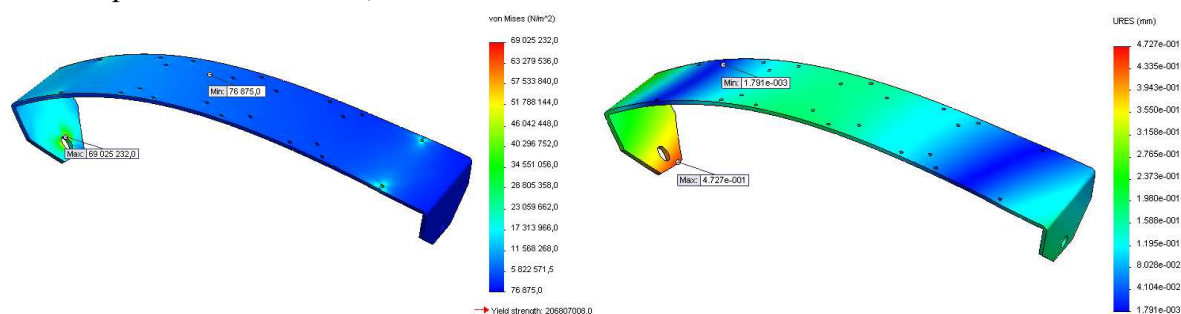 von Mises (N/m^2)
69 025 232,0
63 279 536,0
57 533 840,0
51 788 144,0
46 042 448,0
40 296 752,0
34 551 056,0
28 805 358,0
23 059 662,0
17 313 966,0
11 568 268,0
5 822 571,5
76 875,0
Yield strength: 206807008.0
Min: 76 875,0
Max: 69 025 232,0
URES (mm)
4.727e-001
4.335e-001
3.943e-001
3.550e-001
3.158e-001
2.765e-001
2.373e-001
1.980e-001
1.588e-001
1.195e-001
8.028e-002
4.104e-002
1.791e-003
Min: 1.791e-003
Max: 4.727e-001